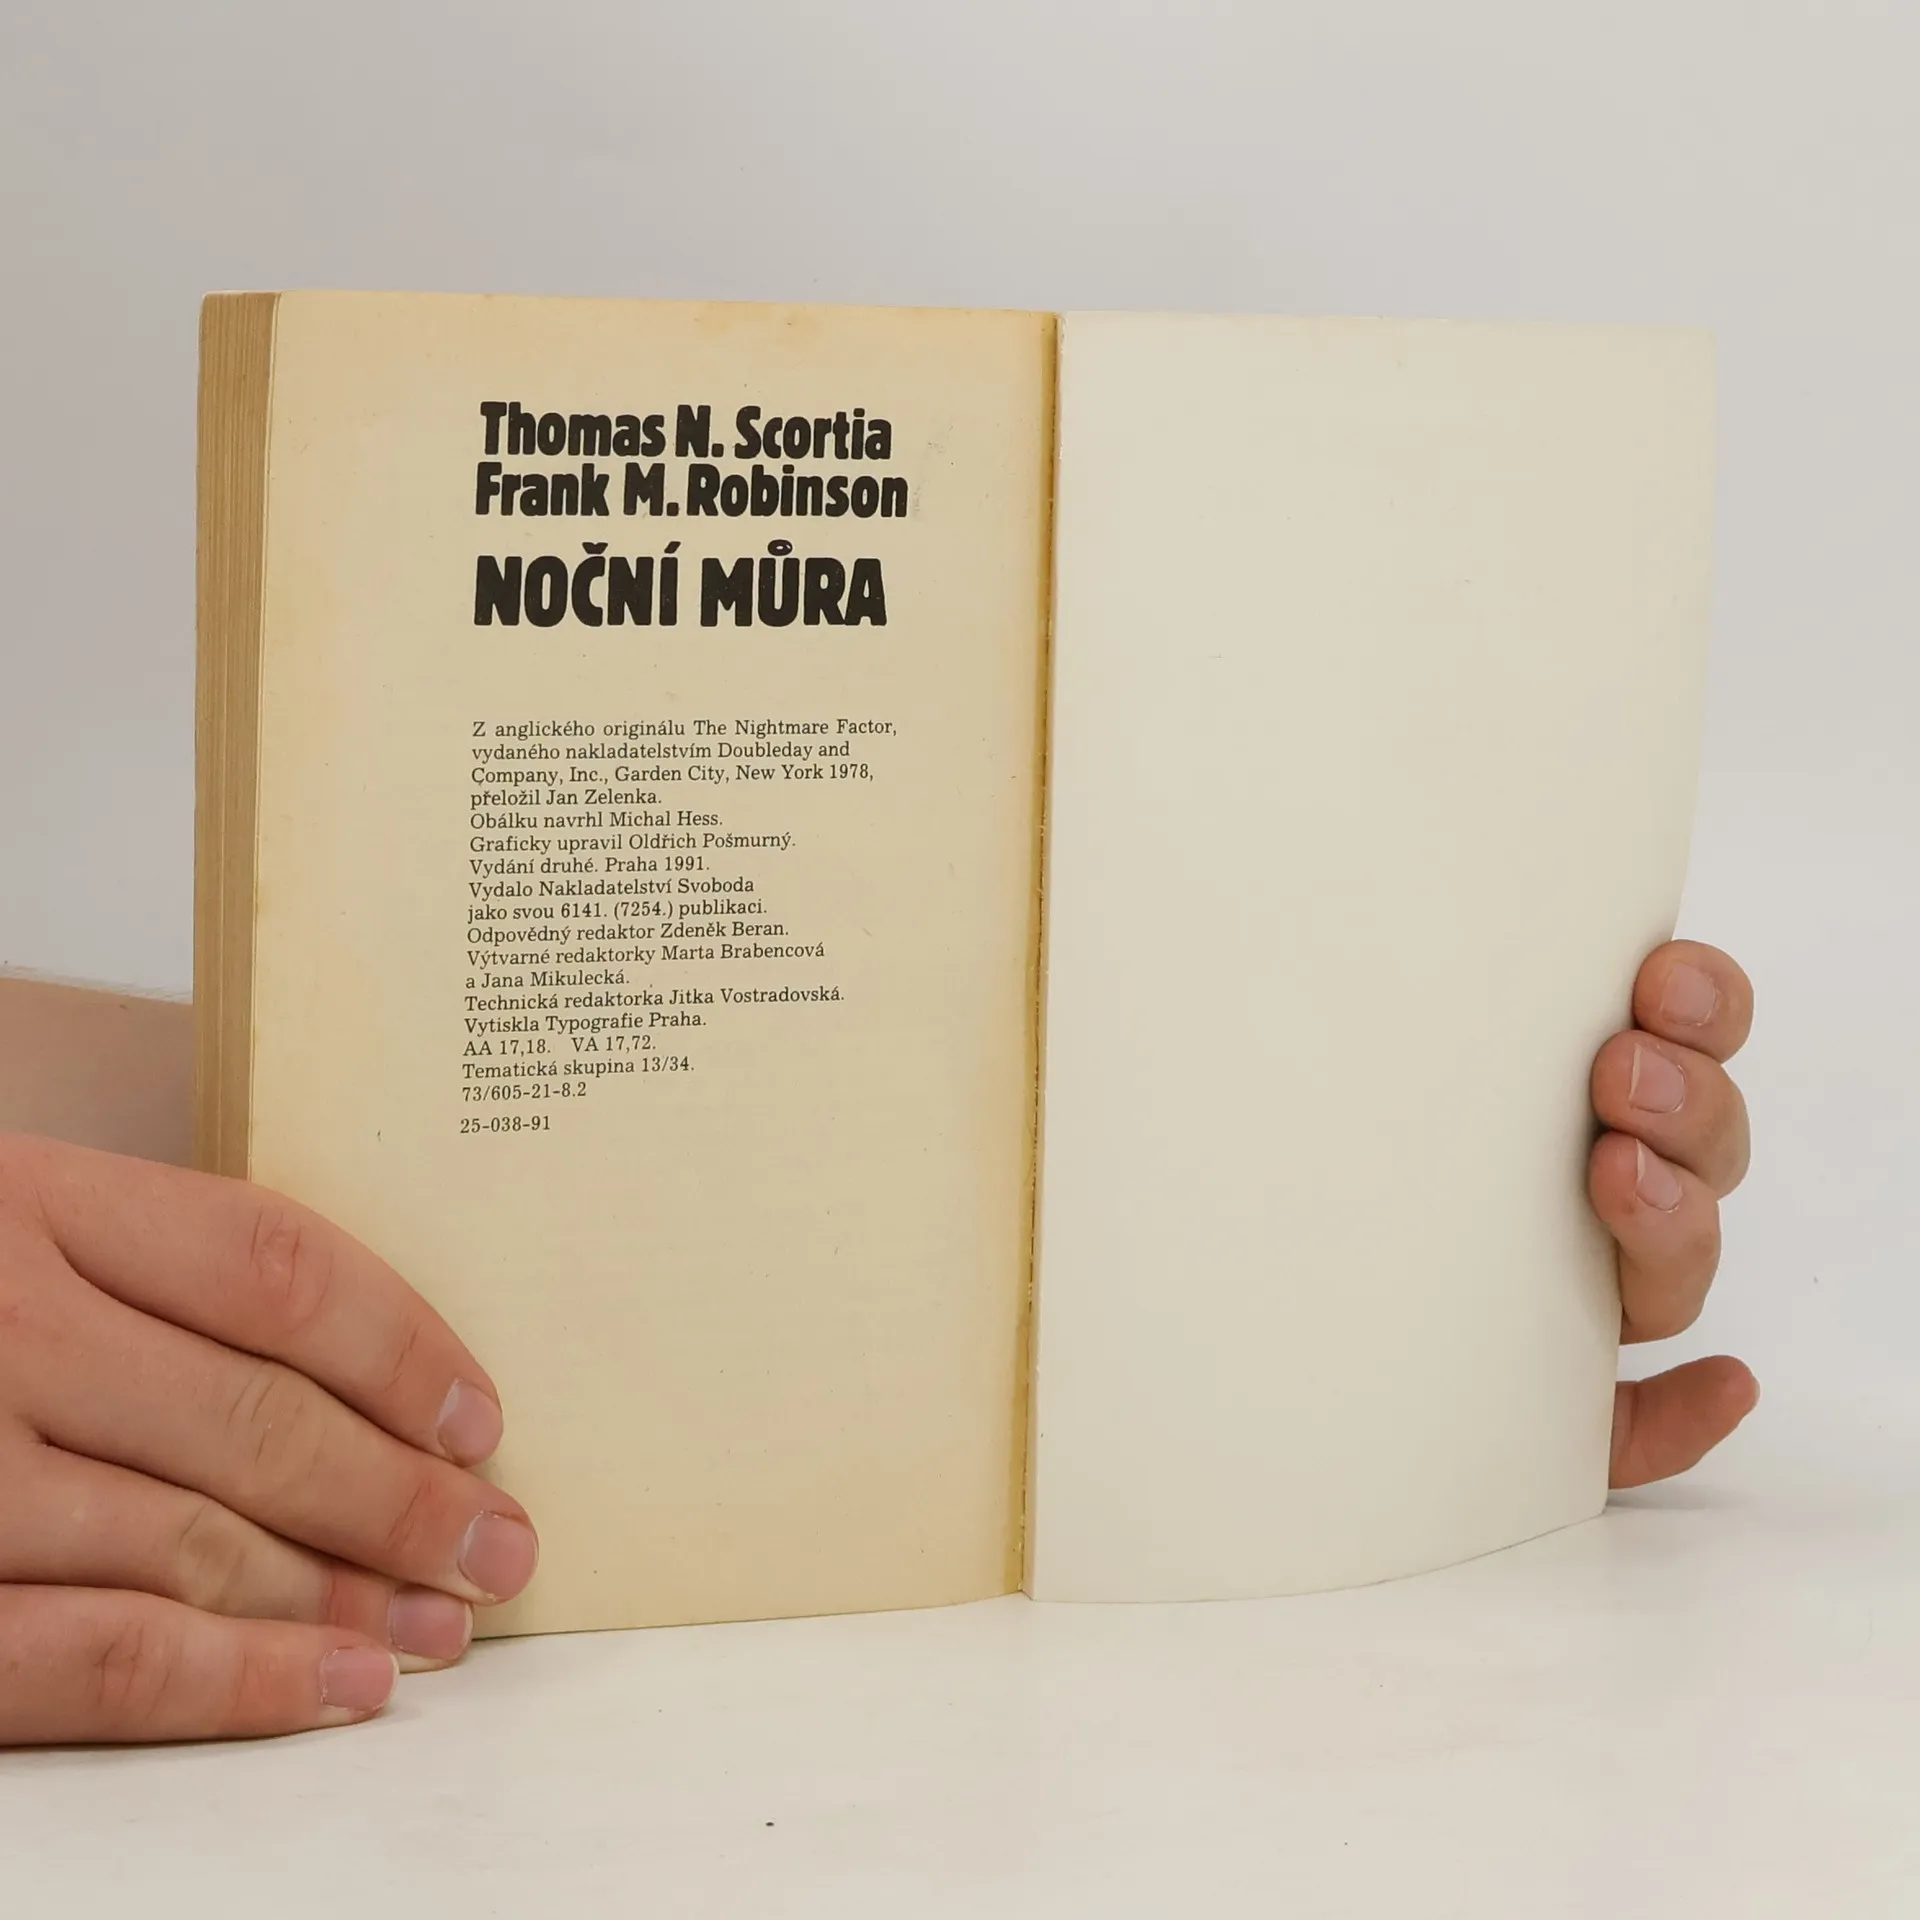 Thomas N. Scortia
Frank M. Robinson
NOČNÍ MŮRA
Z anglického originálu The Nightmare Factor,
vydaného nakladatelstvím Doubleday and
Company, Inc., Garden City, New York 1978,
přeložil Jan Zelenka.
Obálku navrhl Michal Hess.
Graficky upravil Oldřich Pošmurný.
Vydání druhé. Praha 1991.
Vydalo Nakladatelství Svoboda
jako svou 6141. (7254.) publikaci.
Odpovědný redaktor Zdeněk Beran.
Výtvarné redaktorky Marta Brabencová
a Jana Mikulecká.
Technická redaktorka Jitka Vostradovská.
Vytiskla Typografie Praha.
AA 17,18. VA 17,72.
Tematická skupina 13/34.
73/605-21-8.2
25-038-91